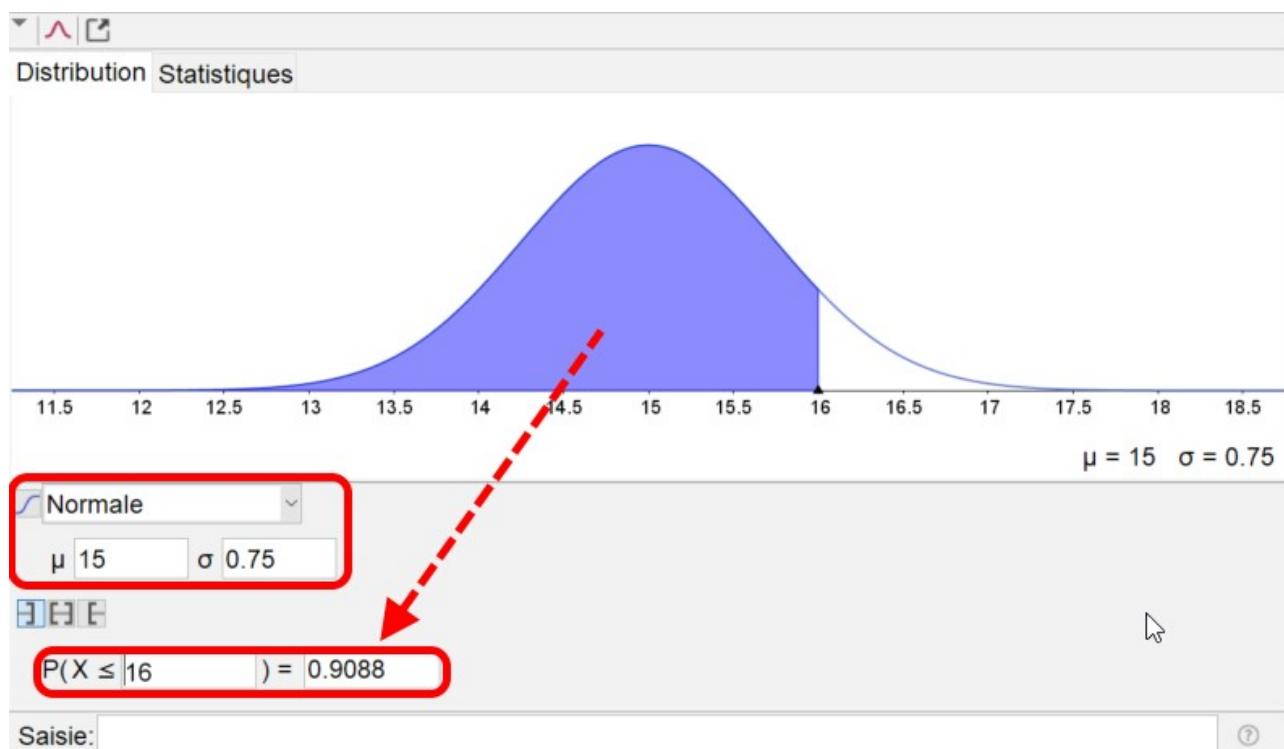 Distribution Statistiques
11.5 12 12.5 13 13.5 14 14.5 15 15.5 16 16.5 17 17.5 18 18.5
μ = 15 σ = 0.75
Normale
μ 15 σ 0.75
P( X ≤ 16 ) = 0.9088
Saisie: